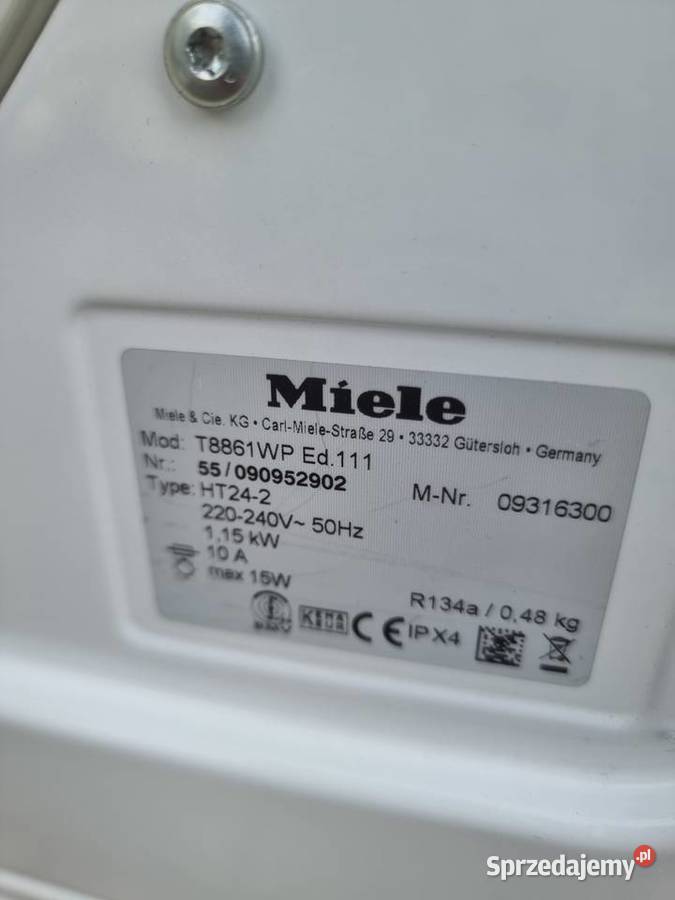 Miele
Miele & Cie. KG • Carl-Miele-Straße 29 • 33332 Gütersloh • Germany
Mod: T8861WP Ed.111
Nr.: 55/090952902 M-Nr. 09316300
Type: HT24-2
220-240V~ 50Hz
1,15 kW
10 A
max 15W R134a / 0,48 kg
KEMA KEUR CE IPX4
Sprzedajemy.pl